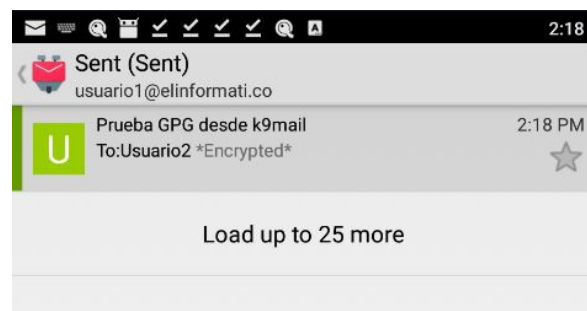 2:18
Sent (Sent)
usuario1@elinformati.co
Prueba GPG desde k9mail 2:18 PM
U To:Usuario2 *Encrypted*
Load up to 25 more